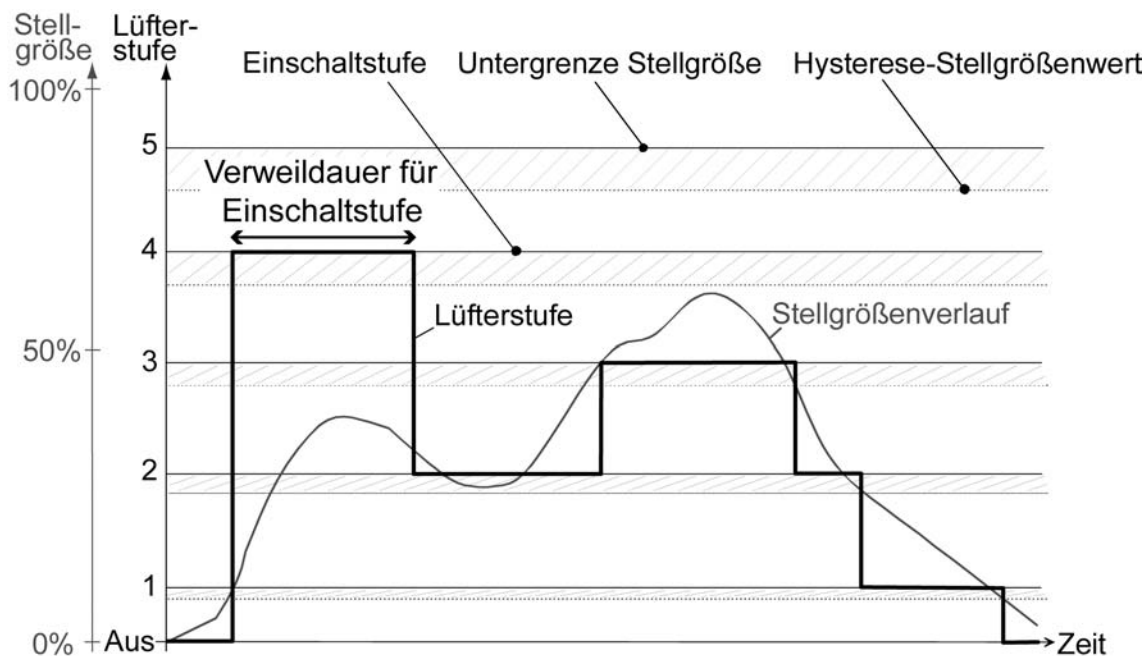 Stell-
größe
Lüfter-
stufe
Einschaltstufe
Untergrenze Stellgröße
Hysterese-Stellgrößenwert
100%
5
Verweildauer für
Einschaltstufe
4
Lüfterstufe
Stellgrößenverlauf
50%
3
2
1
0%
Aus
Zeit